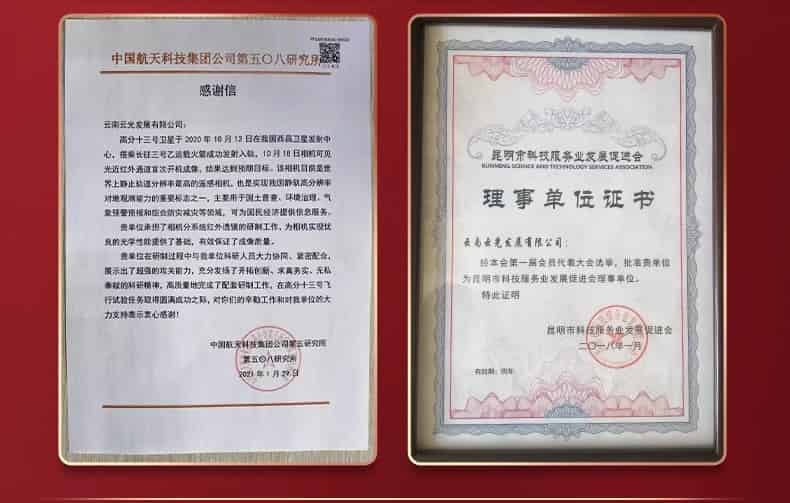 中国航天科技集团公司第五〇八研究所
感谢信
云南云光发展有限公司：
高分十三号卫星于 2020 年 10 月 12 日在我国西昌卫星发射中
心，搭乘长征三号乙运载火箭成功发射入轨，10 月 16 日相机可见
光近红外通道首次开机成像，结果达到预期目标。该相机目前是世
界上静止轨道分辨率最高的遥感相机，也是实现我国静轨高分辨率
对地观测能力的重要标志之一，主要用于国土普查、环境治理、气
象预警预报和综合防灾减灾等领域，可为国民经济提供信息服务。
贵单位承担了相机分系统红外透镜的研制工作，为相机实现优
良的光学性能提供了基础，有效保证了成像质量。
贵单位在研制过程中与我单位科研人员大力协同、紧密配合，
展示出了超强的攻关能力，充分发扬了开拓创新、求真务实、无私
奉献的科研精神，高质量地完成了配套研制工作。在高分十三号飞
行试验任务取得圆满成功之际，对你们的辛勤工作和对我单位的大
力支持表示衷心感谢！
中国航天科技集团公司第五研究院
第五〇八研究所
2021 年 1 月 29 日
昆明市科技服务业发展促进会
KUNMING SCIENCE AND TECHNOLOGY SERVICES ASSOCIATION
理事单位证书
云南云光发展有限公司：
经本会第一届会员代表大会选举，批准贵单位
为昆明市科技服务业发展促进会理事单位。
特此证明
昆明市科技服务业发展促进会
二〇一八年一月
有效期：四年